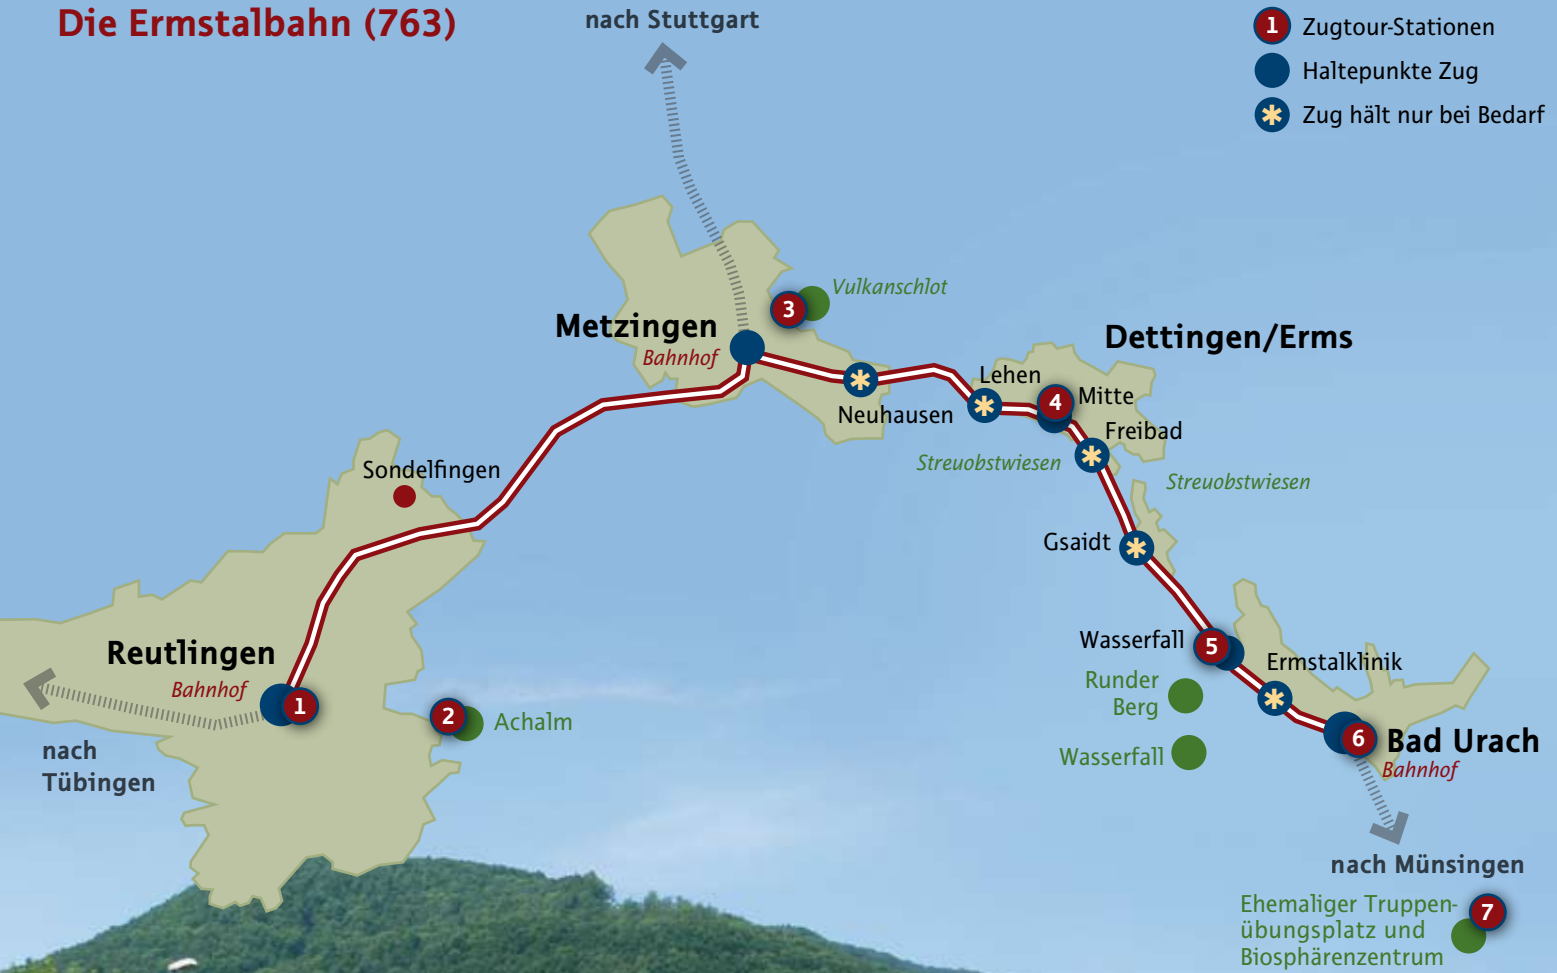 Die Ermstalbahn (763)
nach Stuttgart
1 Zugtour-Stationen
Haltepunkte Zug
* Zug hält nur bei Bedarf
3
Vulkanschlot
Metzingen
Bahnhof
Dettingen/Erms
Lehen
4
Mitte
Neuhausen
Freibad
Streuobstwiesen
Sondelfingen
Streuobstwiesen
Gsaidt
Wasserfall
5
Reutlingen
Bahnhof
1
Ermstalklinik
Runder
Berg
2
Achalm
nach
Tübingen
6
Bad Urach
Bahnhof
Wasserfall
nach Münsingen
Ehemaliger Truppen-
übungsplatz und
Biosphärenzentrum
7